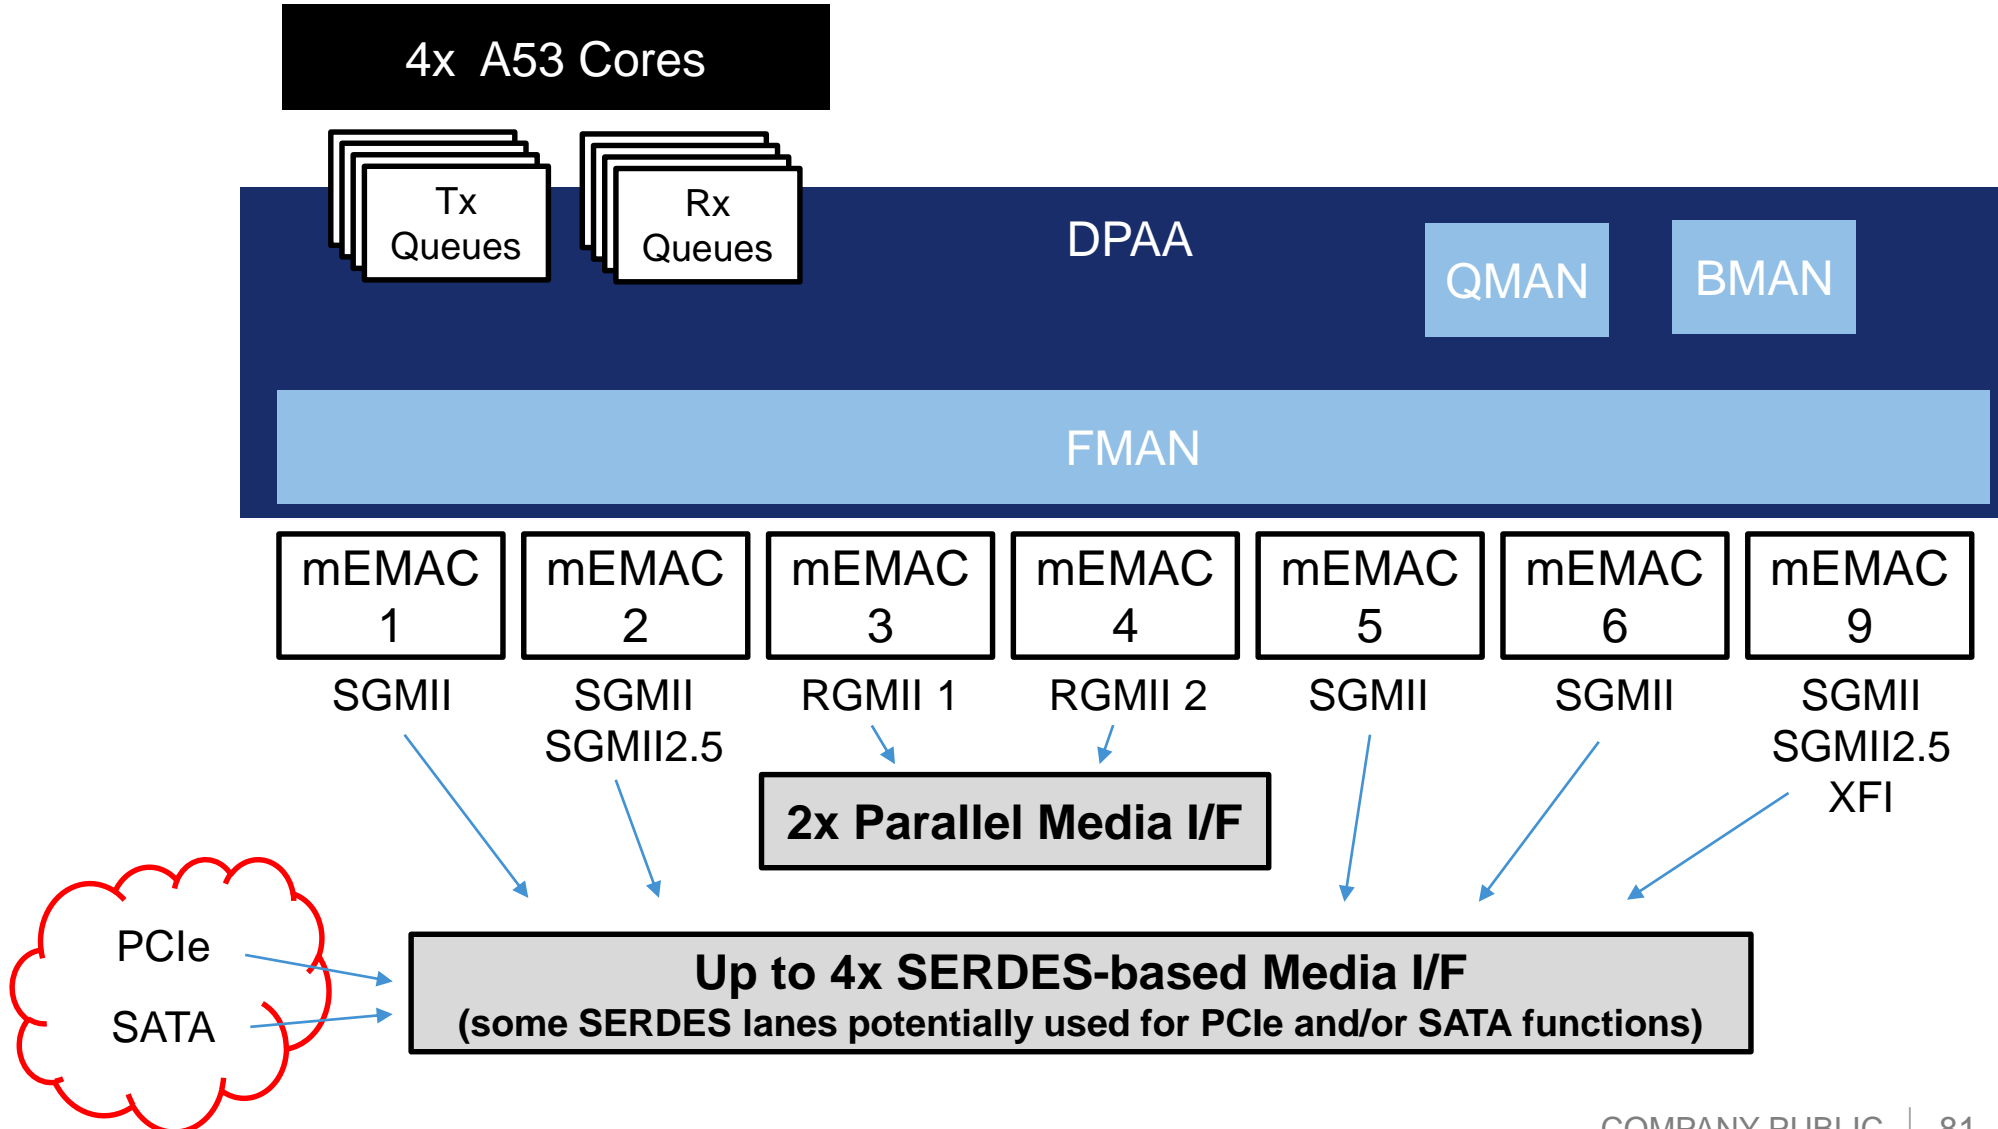 4x A53 Cores
Tx
Queues
Rx
Queues
DPAA
QMAN
BMAN
FMAN
mEMAC
1
mEMAC
2
mEMAC
3
mEMAC
4
mEMAC
5
mEMAC
6
mEMAC
9
SGMII
SGMII
SGMII2.5
RGMII 1
RGMII 2
SGMII
SGMII
SGMII
SGMII2.5
XFI
2x Parallel Media I/F
PCIe
SATA
Up to 4x SERDES-based Media I/F
(some SERDES lanes potentially used for PCIe and/or SATA functions)
COMPANY PUBLIC
81